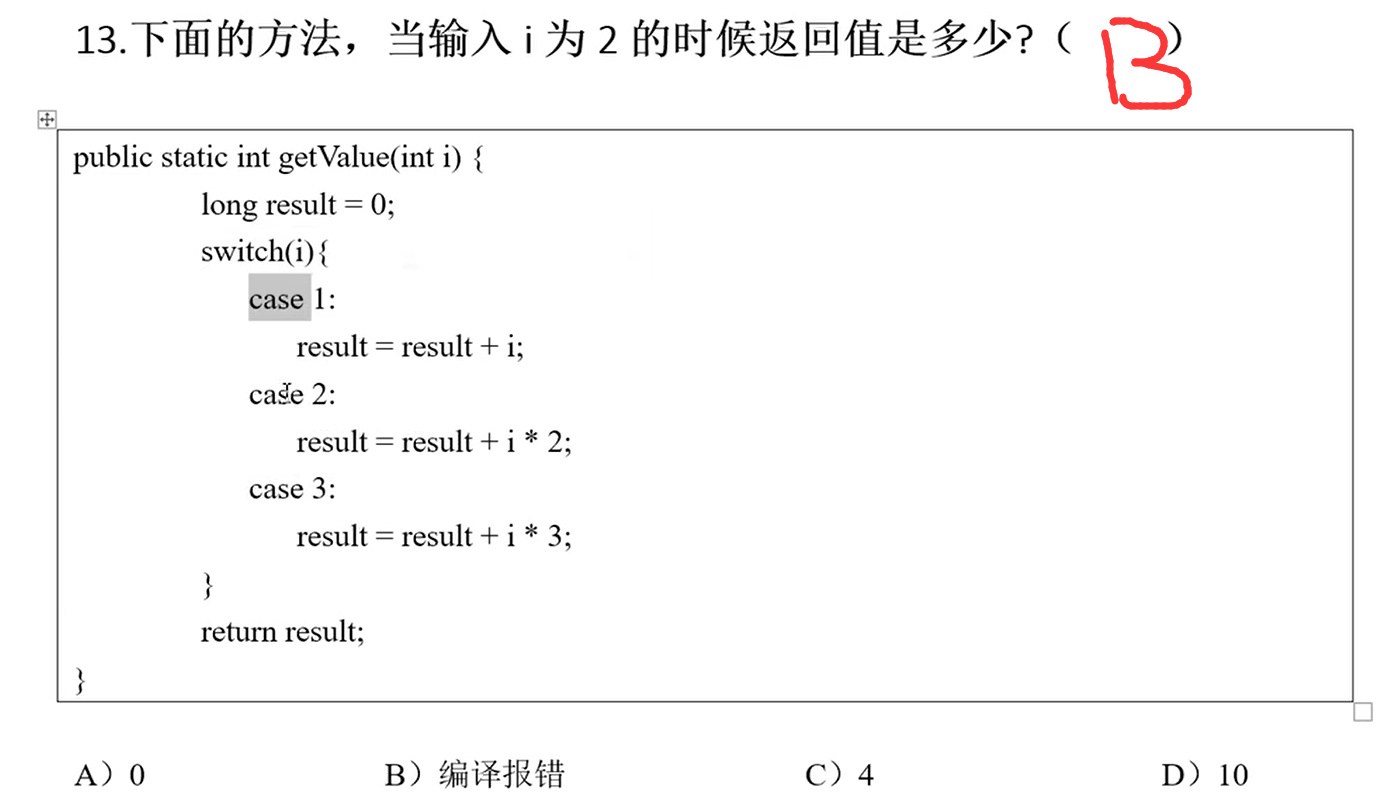 13.下面的方法，当输入 i 为 2 的时候返回值是多少?（ B ）
public static int getValue(int i) {
long result = 0;
switch(i){
case 1:
result = result + i;
case 2:
result = result + i * 2;
case 3:
result = result + i * 3;
}
return result;
}
A）0 B）编译报错 C）4 D）10